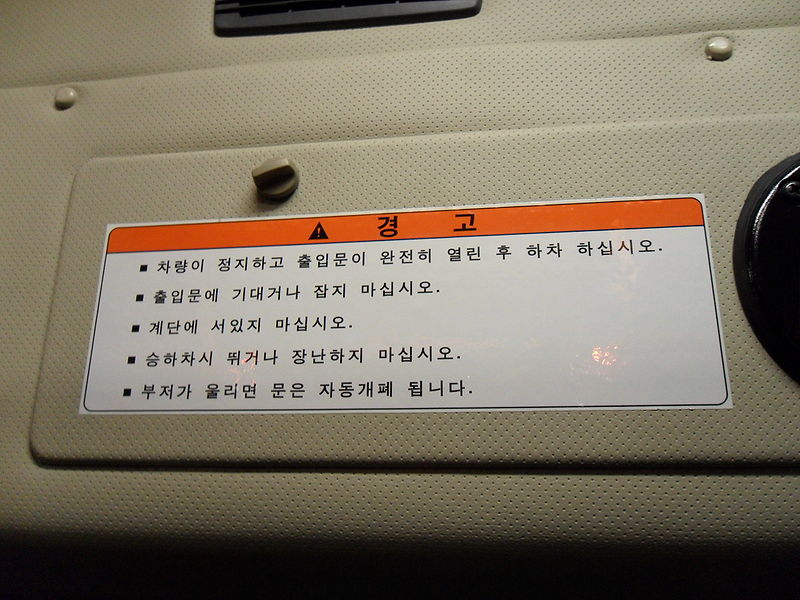 경 고
■ 차량이 정지하고 출입문이 완전히 열린 후 하차 하십시오.
■ 출입문에 기대거나 잡지 마십시오.
■ 계단에 서있지 마십시오.
■ 승하차시 뛰거나 장난하지 마십시오.
■ 부저가 울리면 문은 자동개폐 됩니다.